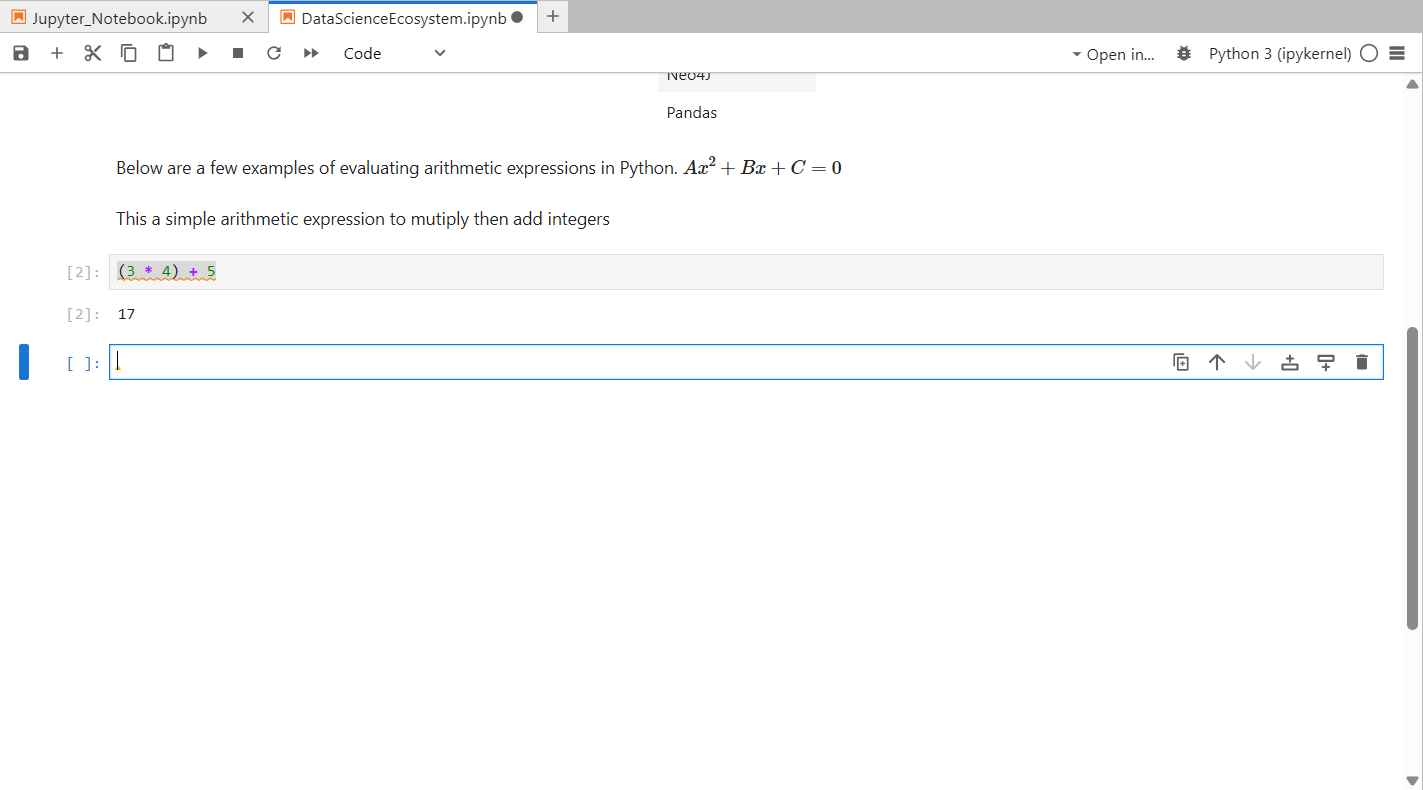 Jupyter_Notebook.ipynb DataScienceEcosystem.ipynb
Code Open in... Python 3 (ipykernel)
Neo4J
Pandas
Below are a few examples of evaluating arithmetic expressions in Python. Ax² + Bx + C = 0
This a simple arithmetic expression to mutiply then add integers
[2]: (3 * 4) + 5
[2]: 17
[ ]: